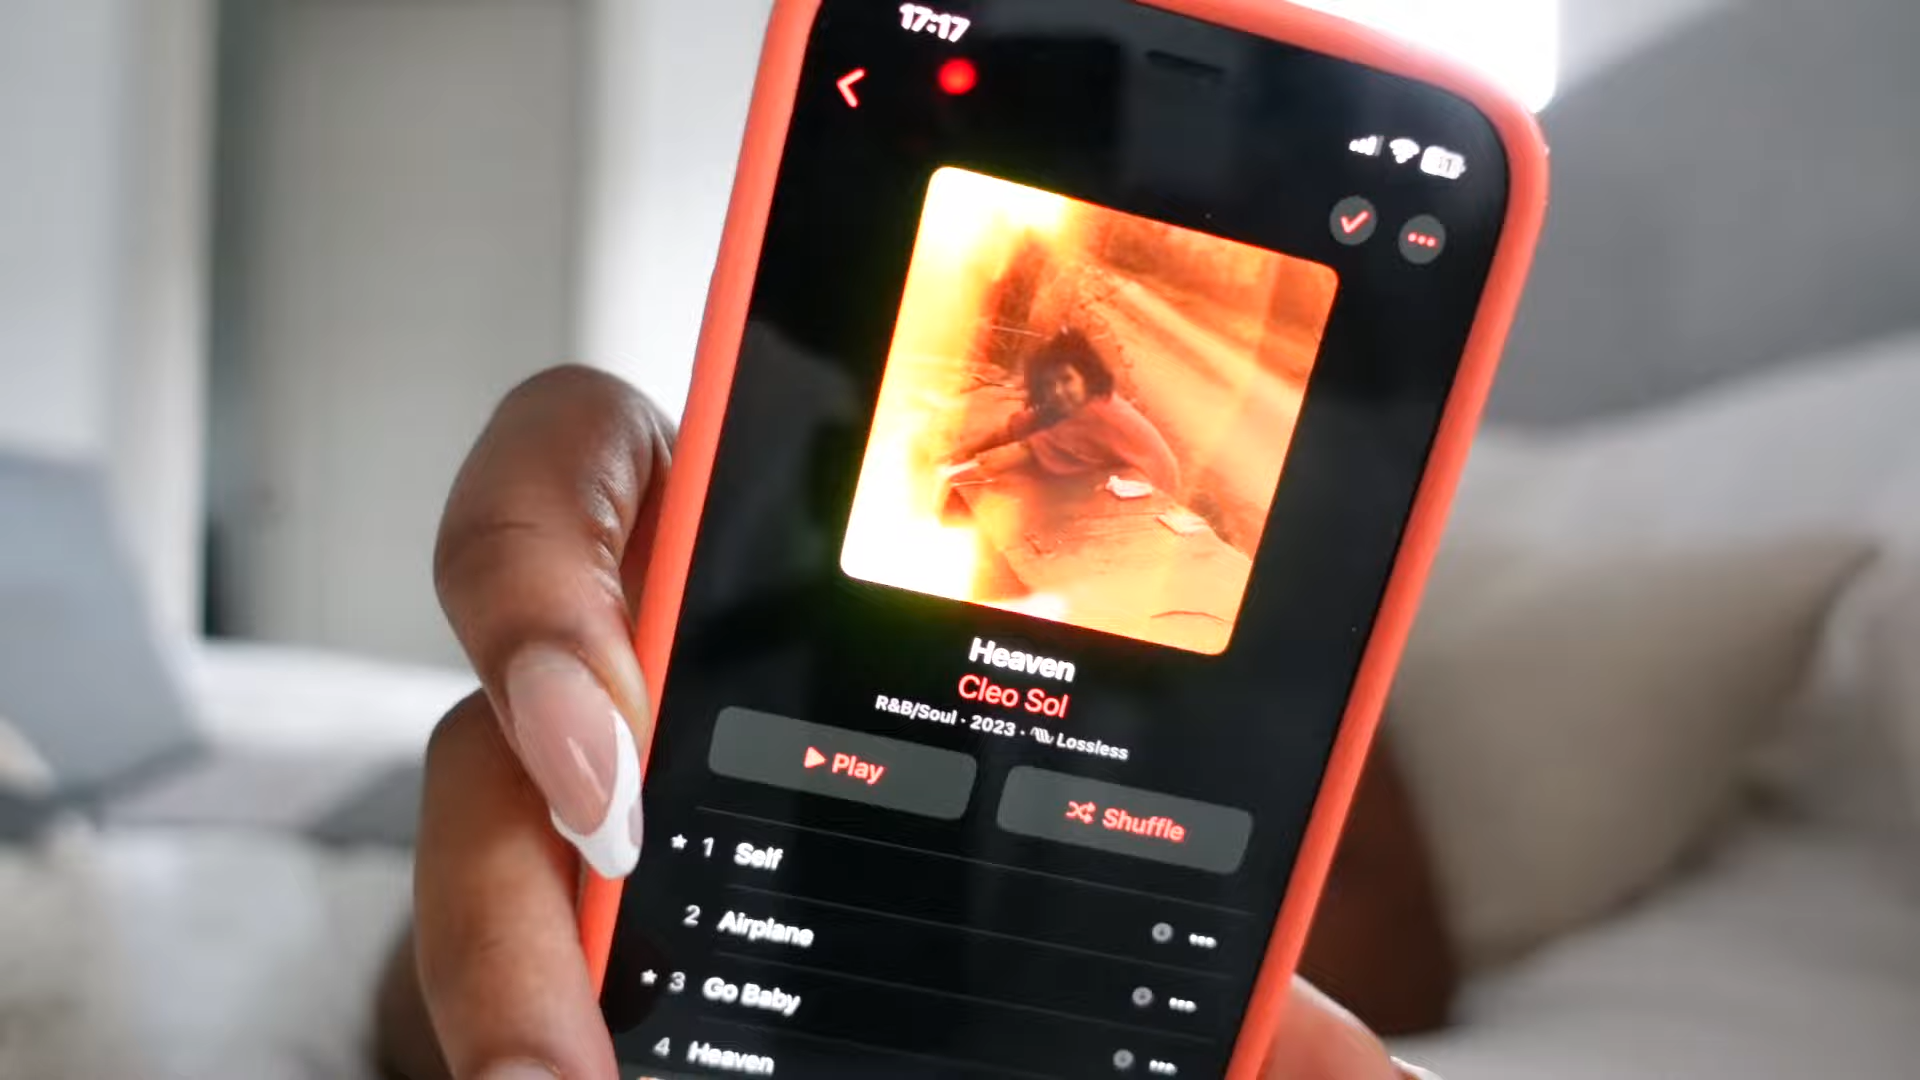 17:17
Heaven
Cleo Sol
R&B/Soul · 2023 · Lossless
Play
Shuffle
★ 1 Self
2 Airplane
★ 3 Go Baby
4 Heaven